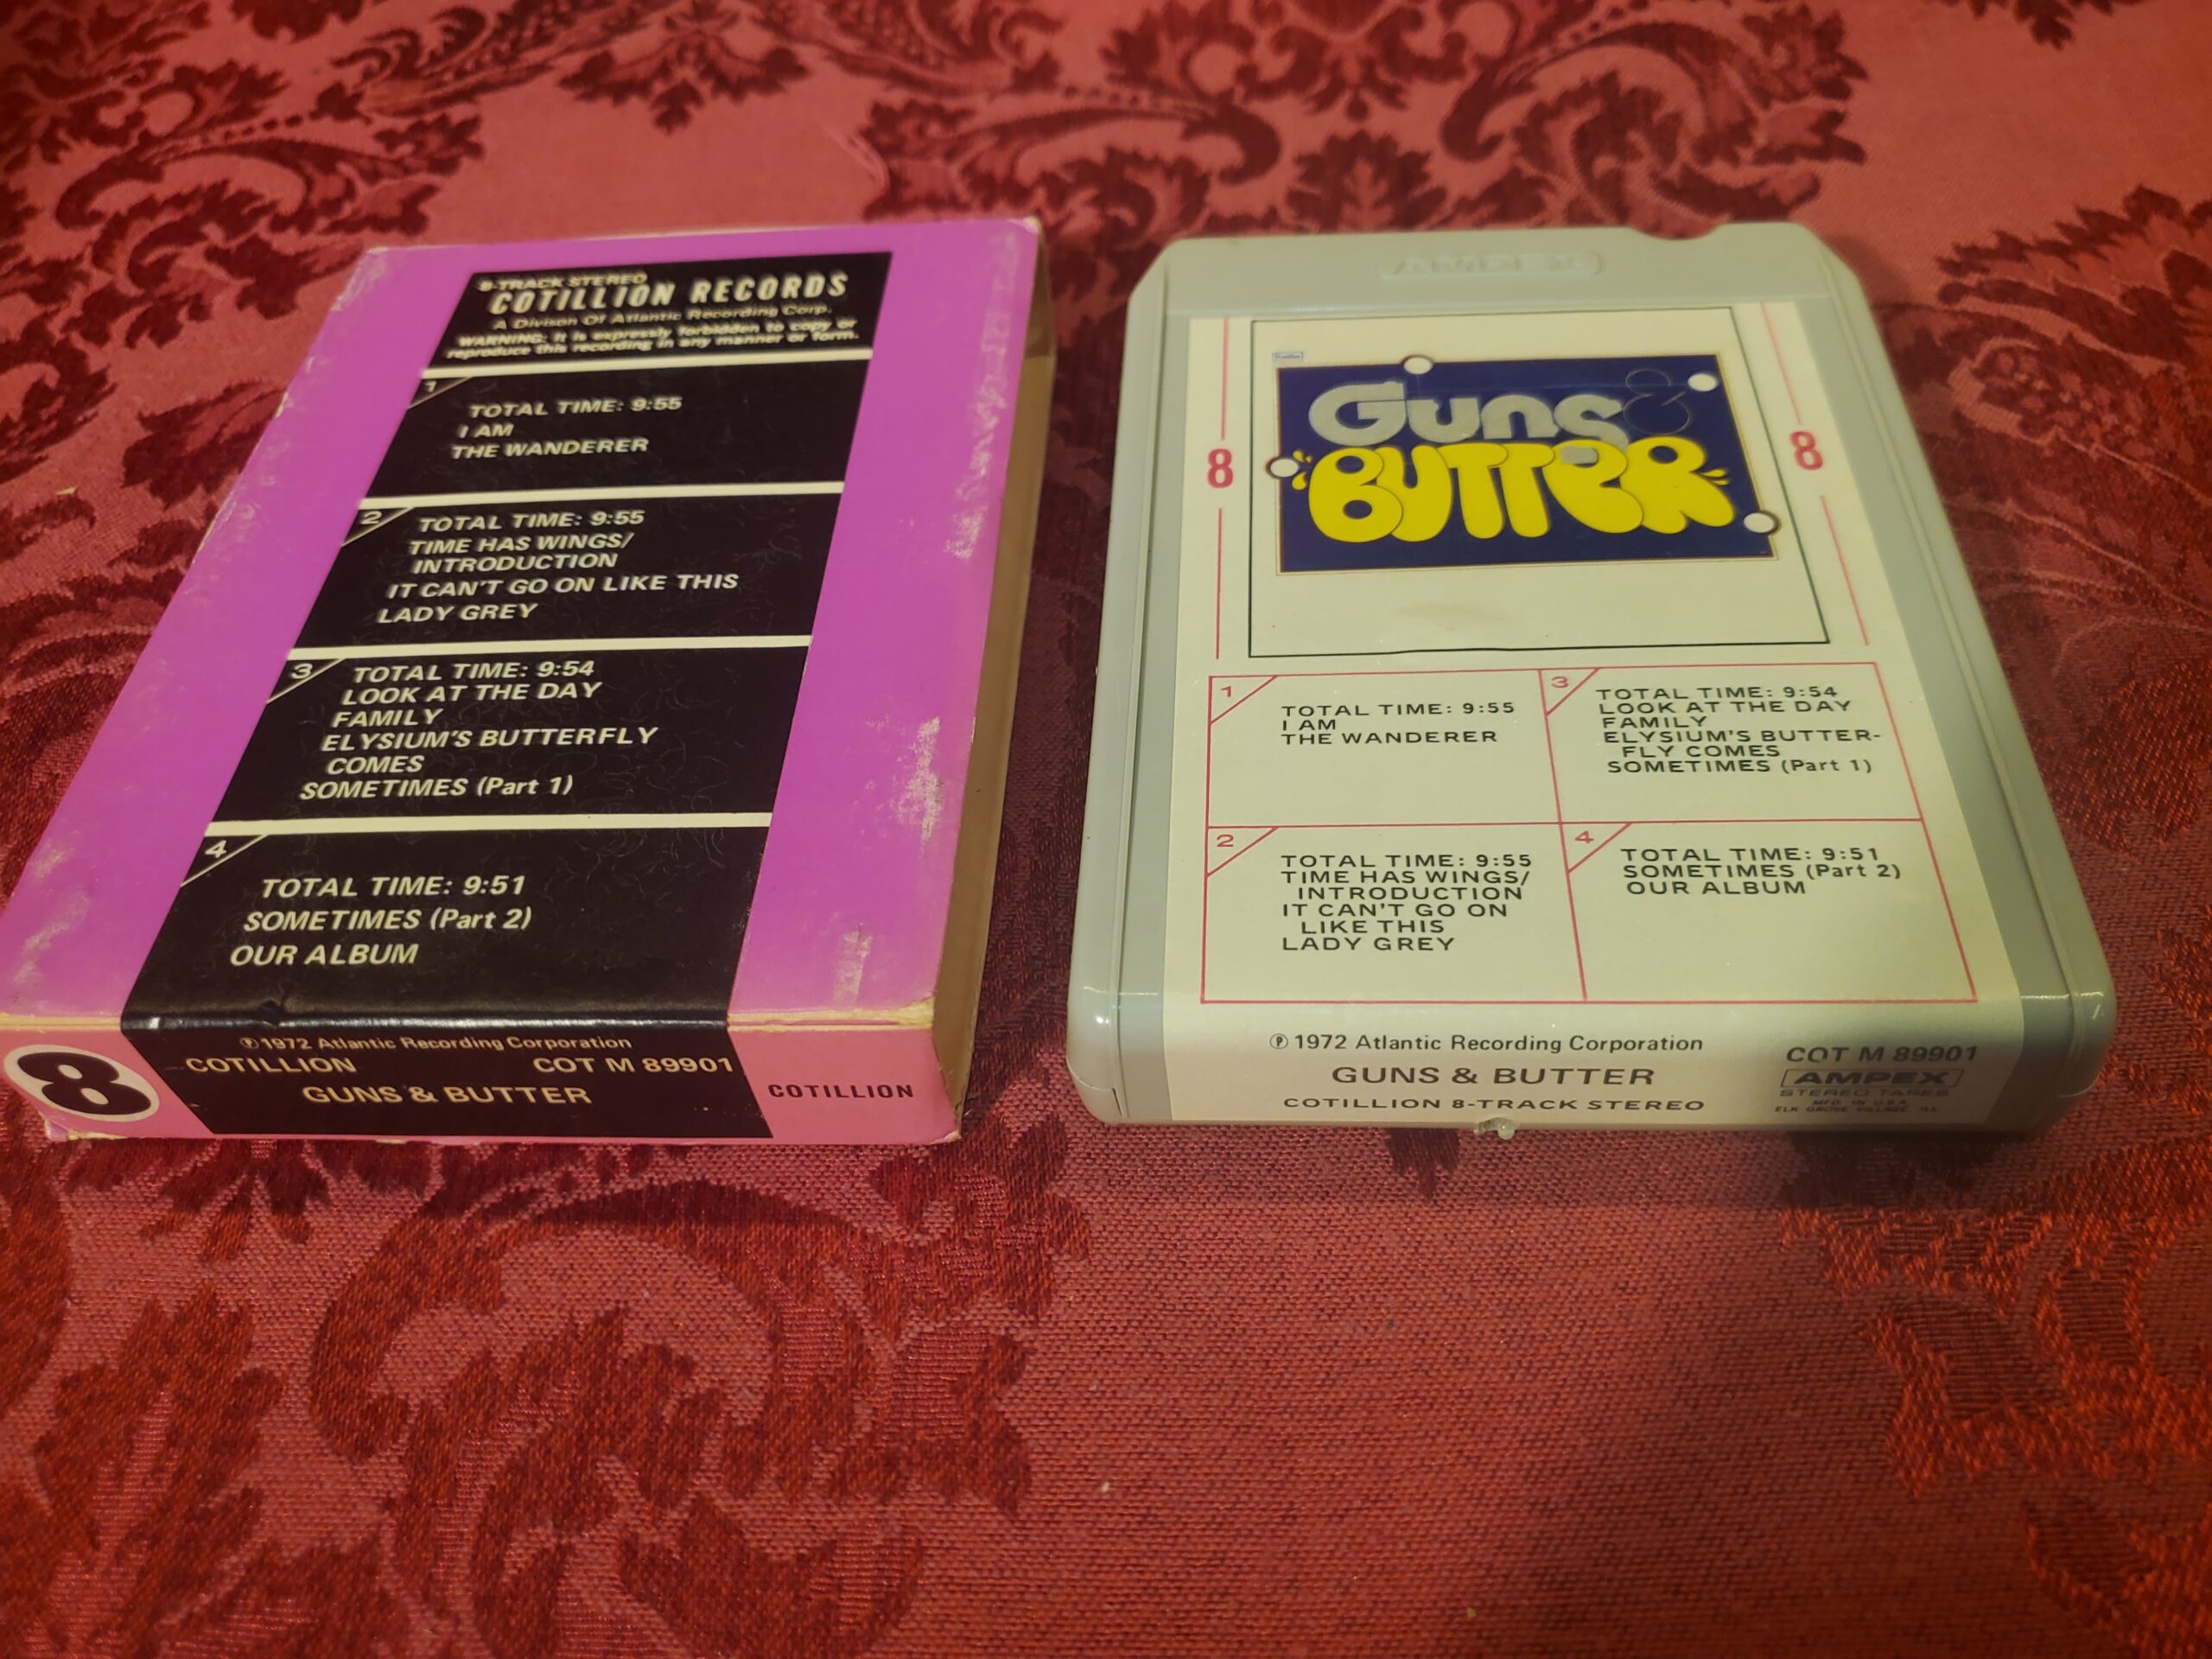 8-TRACK STEREO
COTILLION RECORDS
A Divison Of Atlantic Recording Corp.
WARNING: It is expressly forbidden to copy or
reproduce this recording in any manner or form.
1
TOTAL TIME: 9:55
I AM
THE WANDERER
2
TOTAL TIME: 9:55
TIME HAS WINGS/
INTRODUCTION
IT CAN'T GO ON LIKE THIS
LADY GREY
3
TOTAL TIME: 9:54
LOOK AT THE DAY
FAMILY
ELYSIUM'S BUTTERFLY
COMES
SOMETIMES (Part 1)
4
TOTAL TIME: 9:51
SOMETIMES (Part 2)
OUR ALBUM
8
℗1972 Atlantic Recording Corporation
COTILLION COT M 89901
GUNS & BUTTER
COTILLION
AMPEX
8
Guns &
BUTTER
8
1
TOTAL TIME: 9:55
I AM
THE WANDERER
2
TOTAL TIME: 9:55
TIME HAS WINGS/
INTRODUCTION
IT CAN'T GO ON
LIKE THIS
LADY GREY
3
TOTAL TIME: 9:54
LOOK AT THE DAY
FAMILY
ELYSIUM'S BUTTER-
FLY COMES
SOMETIMES (Part 1)
4
TOTAL TIME: 9:51
SOMETIMES (Part 2)
OUR ALBUM
℗ 1972 Atlantic Recording Corporation
GUNS & BUTTER
COTILLION 8-TRACK STEREO
COT M 89901
AMPEX
STEREO TAPES
MFD. IN U.S.A.
ELK GROVE VILLAGE, ILL.